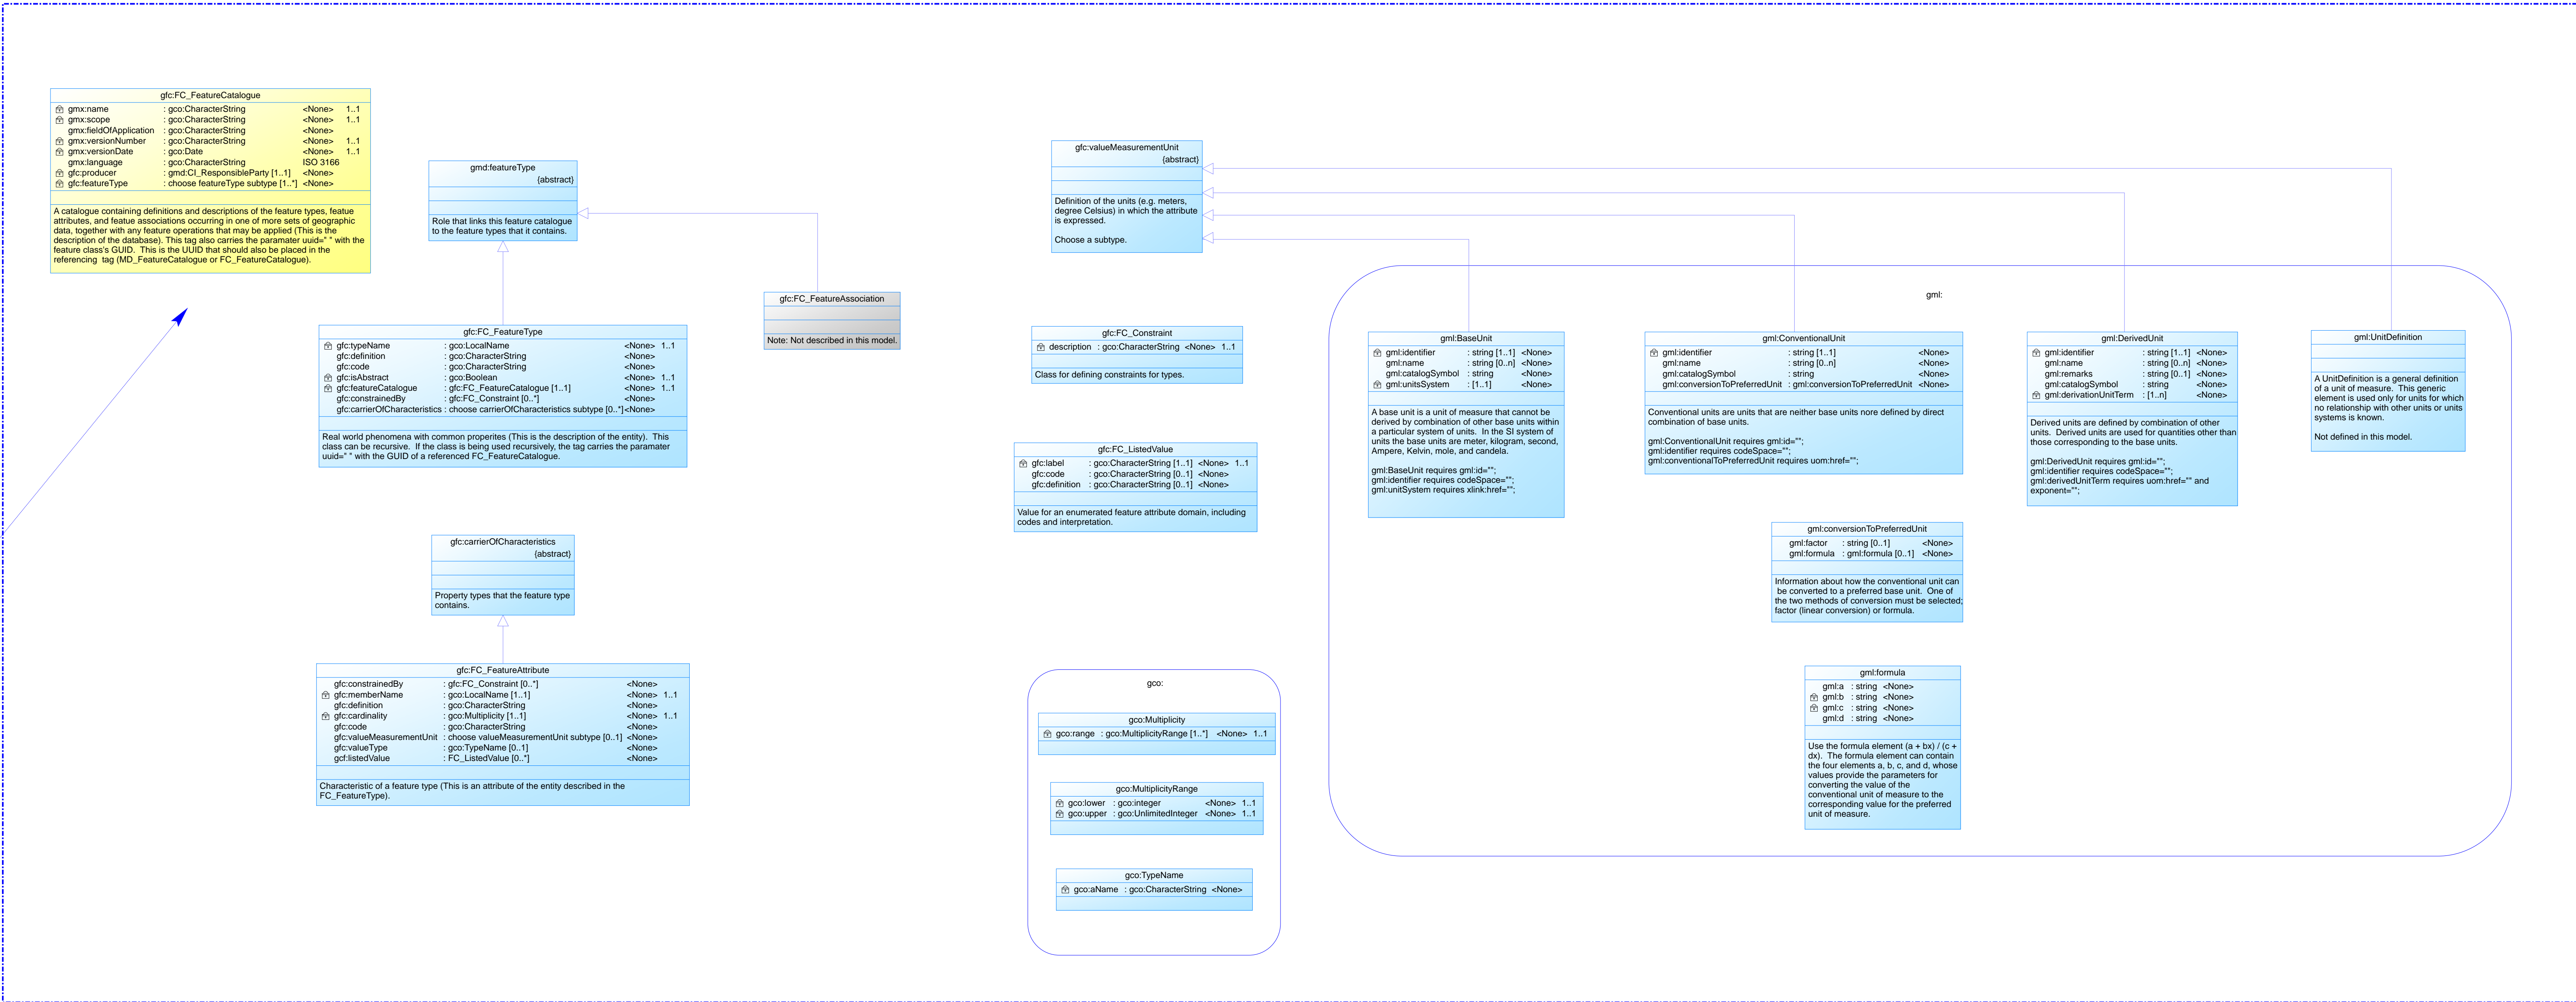 gfc:FC_FeatureCatalogue
gmx:name : gco:CharacterString <None> 1..1
gmx:scope : gco:CharacterString <None> 1..1
gmx:fieldOfApplication : gco:CharacterString <None>
gmx:versionNumber : gco:CharacterString <None> 1..1
gmx:versionDate : gco:Date <None> 1..1
gmx:language : gco:CharacterString ISO 3166
gfc:producer : gmd:CI_ResponsibleParty [1..1] <None>
gfc:featureType : choose featureType subtype [1..*] <None>
A catalogue containing definitions and descriptions of the feature types, featue
attributes, and featue associations occurring in one of more sets of geographic
data, together with any feature operations that may be applied (This is the
description of the database). This tag also carries the paramater uuid=" " with the
feature class's GUID. This is the UUID that should also be placed in the
referencing tag (MD_FeatureCatalogue or FC_FeatureCatalogue).
gmd:featureType
{abstract}
Role that links this feature catalogue
to the feature types that it contains.
gfc:FC_FeatureAssociation
Note: Not described in this model.
gfc:FC_FeatureType
gfc:typeName : gco:LocalName <None> 1..1
gfc:definition : gco:CharacterString <None>
gfc:code : gco:CharacterString <None>
gfc:isAbstract : gco:Boolean <None> 1..1
gfc:featureCatalogue : gfc:FC_FeatureCatalogue [1..1] <None> 1..1
gfc:constrainedBy : gfc:FC_Constraint [0..*] <None>
gfc:carrierOfCharacteristics : choose carrierOfCharacteristics subtype [0..*] <None>
Real world phenomena with common properites (This is the description of the entity). This
class can be recursive. If the class is being used recursively, the tag carries the paramater
uuid=" " with the GUID of a referenced FC_FeatureCatalogue.
gfc:carrierOfCharacteristics
{abstract}
Property types that the feature type
contains.
gfc:FC_FeatureAttribute
gfc:constrainedBy : gfc:FC_Constraint [0..*] <None>
gfc:memberName : gco:LocalName [1..1] <None> 1..1
gfc:definition : gco:CharacterString <None>
gfc:cardinality : gco:Multiplicity [1..1] <None> 1..1
gfc:code : gco:CharacterString <None>
gfc:valueMeasurementUnit : choose valueMeasurementUnit subtype [0..1] <None>
gfc:valueType : gco:TypeName [0..1] <None>
gcf:listedValue : FC_ListedValue [0..*] <None>
Characteristic of a feature type (This is an attribute of the entity described in the
FC_FeatureType).
gfc:valueMeasurementUnit
{abstract}
Definition of the units (e.g. meters,
degree Celsius) in which the attribute
is expressed.
Choose a subtype.
gfc:FC_Constraint
description : gco:CharacterString <None> 1..1
Class for defining constraints for types.
gfc:FC_ListedValue
gfc:label : gco:CharacterString [1..1] <None> 1..1
gfc:code : gco:CharacterString [0..1] <None>
gfc:definition : gco:CharacterString [0..1] <None>
Value for an enumerated feature attribute domain, including
codes and interpretation.
gco:
gco:Multiplicity
gco:range : gco:MultiplicityRange [1..*] <None> 1..1
gco:MultiplicityRange
gco:lower : gco:integer <None> 1..1
gco:upper : gco:UnlimitedInteger <None> 1..1
gco:TypeName
gco:aName : gco:CharacterString <None>
gml:
gml:BaseUnit
gml:identifier : string [1..1] <None>
gml:name : string [0..n] <None>
gml:catalogSymbol : string <None>
gml:unitsSystem : [1..1] <None>
A base unit is a unit of measure that cannot be
derived by combination of other base units within
a particular system of units. In the SI system of
units the base units are meter, kilogram, second,
Ampere, Kelvin, mole, and candela.
gml:BaseUnit requires gml:id="";
gml:identifier requires codeSpace="";
gml:unitSystem requires xlink:href="";
gml:ConventionalUnit
gml:identifier : string [1..1] <None>
gml:name : string [0..n] <None>
gml:catalogSymbol : string <None>
gml:conversionToPreferredUnit : gml:conversionToPreferredUnit <None>
Conventional units are units that are neither base units nore defined by direct
combination of base units.
gml:ConventionalUnit requires gml:id="";
gml:identifier requires codeSpace="";
gml:conventionalToPreferredUnit requires uom:href="";
gml:DerivedUnit
gml:identifier : string [1..1] <None>
gml:name : string [0..n] <None>
gml:remarks : string [0..1] <None>
gml:catalogSymbol : string <None>
gml:derivationUnitTerm : [1..n] <None>
Derived units are defined by combination of other
units. Derived units are used for quantities other than
those corresponding to the base units.
gml:DerivedUnit requires gml:id="";
gml:identifier requires codeSpace="";
gml:derivedUnitTerm requires uom:href="" and
exponent="";
gml:UnitDefinition
A UnitDefinition is a general definition
of a unit of measure. This generic
element is used only for units for which
no relationship with other units or units
systems is known.
Not defined in this model.
gml:conversionToPreferredUnit
gml:factor : string [0..1] <None>
gml:formula : gml:formula [0..1] <None>
Information about how the conventional unit can
be converted to a preferred base unit. One of
the two methods of conversion must be selected;
factor (linear conversion) or formula.
gml:formula
gml:a : string <None>
gml:b : string <None>
gml:c : string <None>
gml:d : string <None>
Use the formula element (a + bx) / (c +
dx). The formula element can contain
the four elements a, b, c, and d, whose
values provide the parameters for
converting the value of the
conventional unit of measure to the
corresponding value for the preferred
unit of measure.